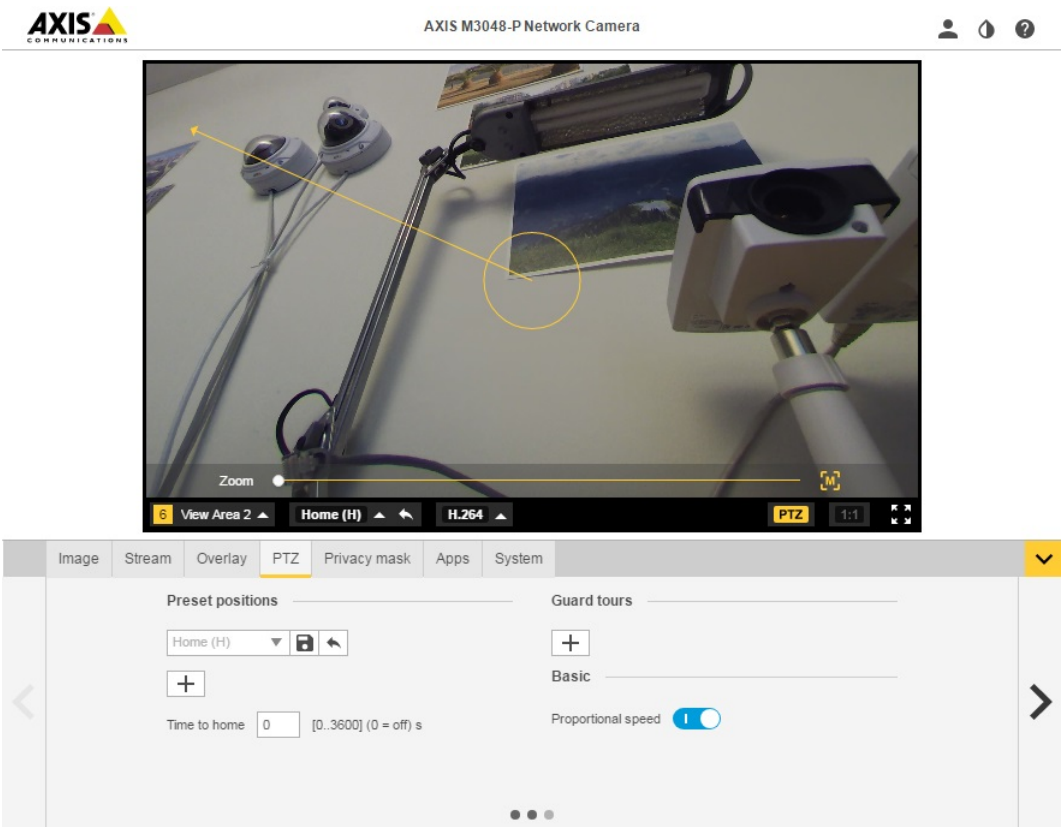 AXIS
COMMUNICATIONS
AXIS M3048-P Network Camera
Zoom
[M]
6 View Area 2 Home (H) H.264 PTZ 1:1
Image Stream Overlay PTZ Privacy mask Apps System
Preset positions Guard tours
Home (H)
Basic
Time to home 0 [0..3600] (0 = off) s Proportional speed